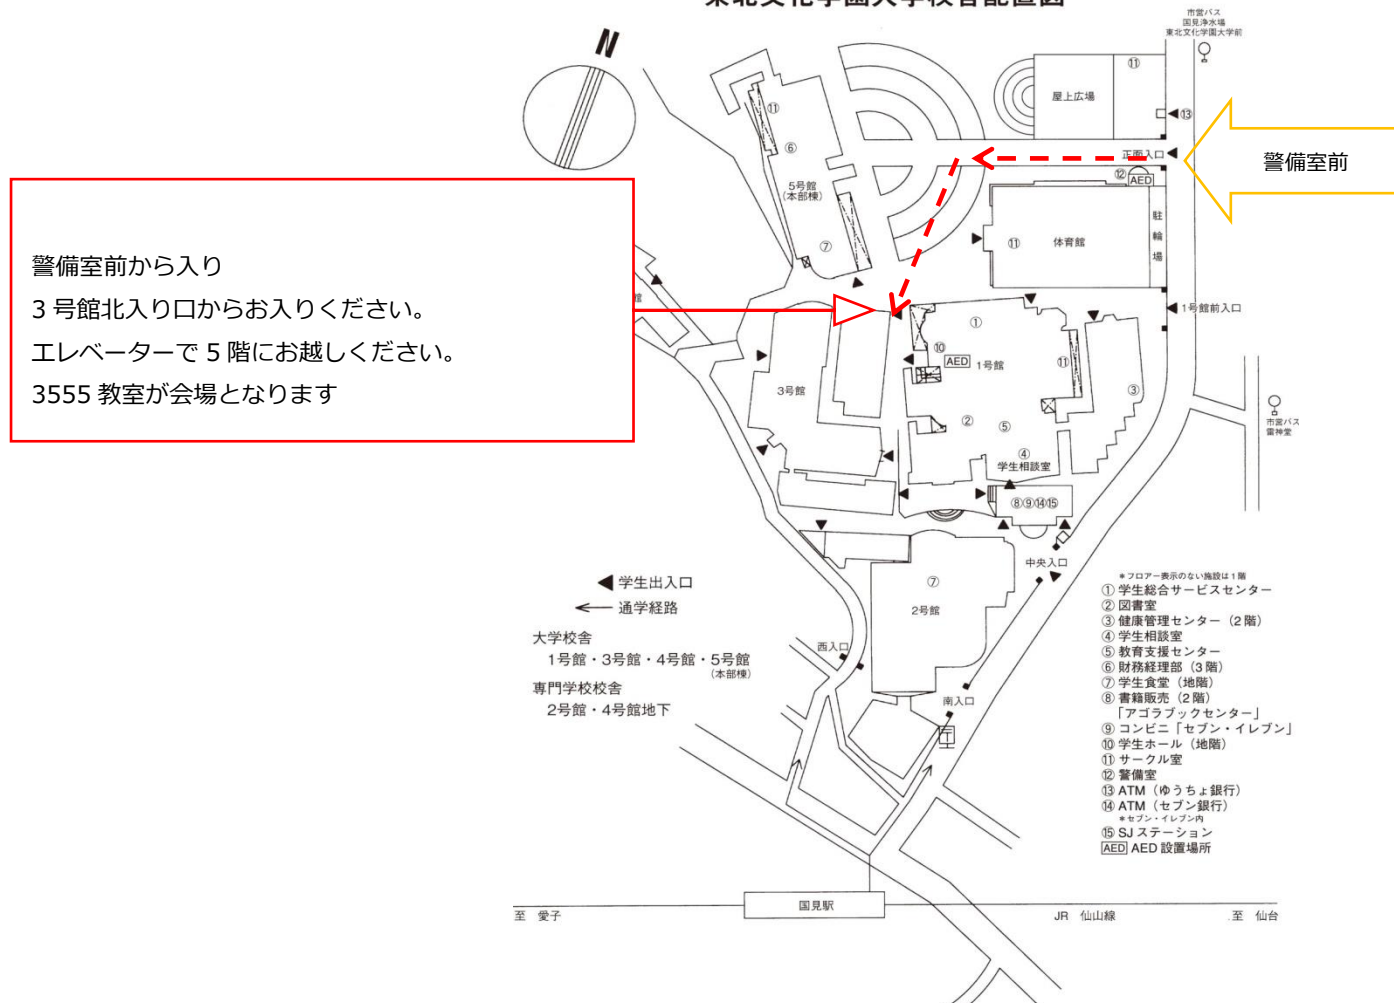 市営バス
国見浄水場
東北文化学園大学前
N
⑪
屋上広場
⑬
⑪
⑥
正面入口
警備室前
⑫
AED
5号館
(本部棟)
⑦
⑪
体育館
駐輪場
警備室前から入り
3号館北入り口からお入りください。
エレベーターで5階にお越しください。
3555教室が会場となります
館
1号館前入口
①
⑩
AED
1号館
⑪
3号館
③
②
⑤
市営バス
雷神堂
④
学生相談室
⑧⑨⑭⑮
中央入口
⑦
2号館
西入口
南入口
学生出入口
通学経路
大学校舎
1号館・3号館・4号館・5号館
(本部棟)
専門学校校舎
2号館・4号館地下
＊フロアー表示のない施設は1階
① 学生総合サービスセンター
② 図書室
③ 健康管理センター（2階）
④ 学生相談室
⑤ 教育支援センター
⑥ 財務経理部（3階）
⑦ 学生食堂（地階）
⑧ 書籍販売（2階）
「アゴラブックセンター」
⑨ コンビニ「セブン・イレブン」
⑩ 学生ホール（地階）
⑪ サークル室
⑫ 警備室
⑬ ATM（ゆうちょ銀行）
⑭ ATM（セブン銀行）
＊セブン・イレブン内
⑮ SJステーション
AED AED設置場所
国見駅
至 愛子
JR 仙山線
至 仙台